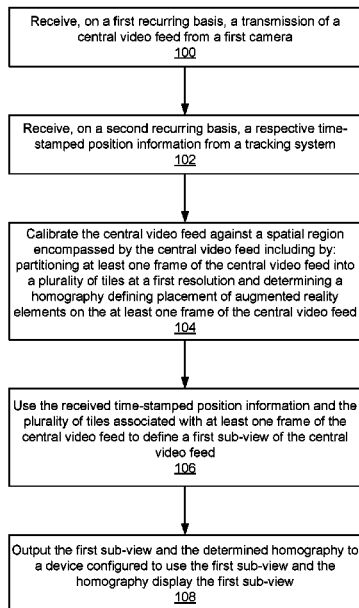 Receive, on a first recurring basis, a transmission of a
central video feed from a first camera
100
Receive, on a second recurring basis, a respective time-
stamped position information from a tracking system
102
Calibrate the central video feed against a spatial region
encompassed by the central video feed including by:
partitioning at least one frame of the central video feed into
a plurality of tiles at a first resolution and determining a
homography defining placement of augmented reality
elements on the at least one frame of the central video feed
104
Use the received time-stamped position information and the
plurality of tiles associated with at least one frame of the
central video feed to define a first sub-view of the central
video feed
106
Output the first sub-view and the determined homography to
a device configured to use the first sub-view and the
homography display the first sub-view
108